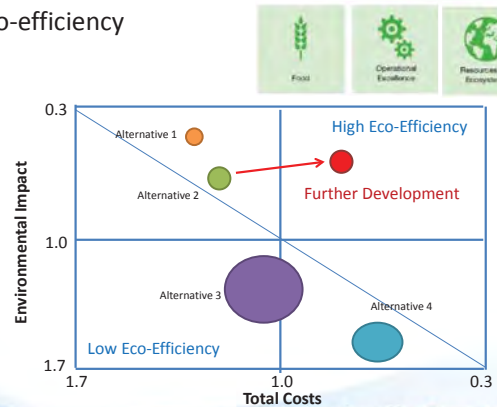 o-efficiency
Food
Operational
Excellence
Resources
Ecosyste
0.3
Alternative 1
High Eco-Efficiency
Alternative 2
Further Development
Environmental Impact
1.0
Alternative 3
Alternative 4
Low Eco-Efficiency
1.7
1.7
1.0
0.3
Total Costs